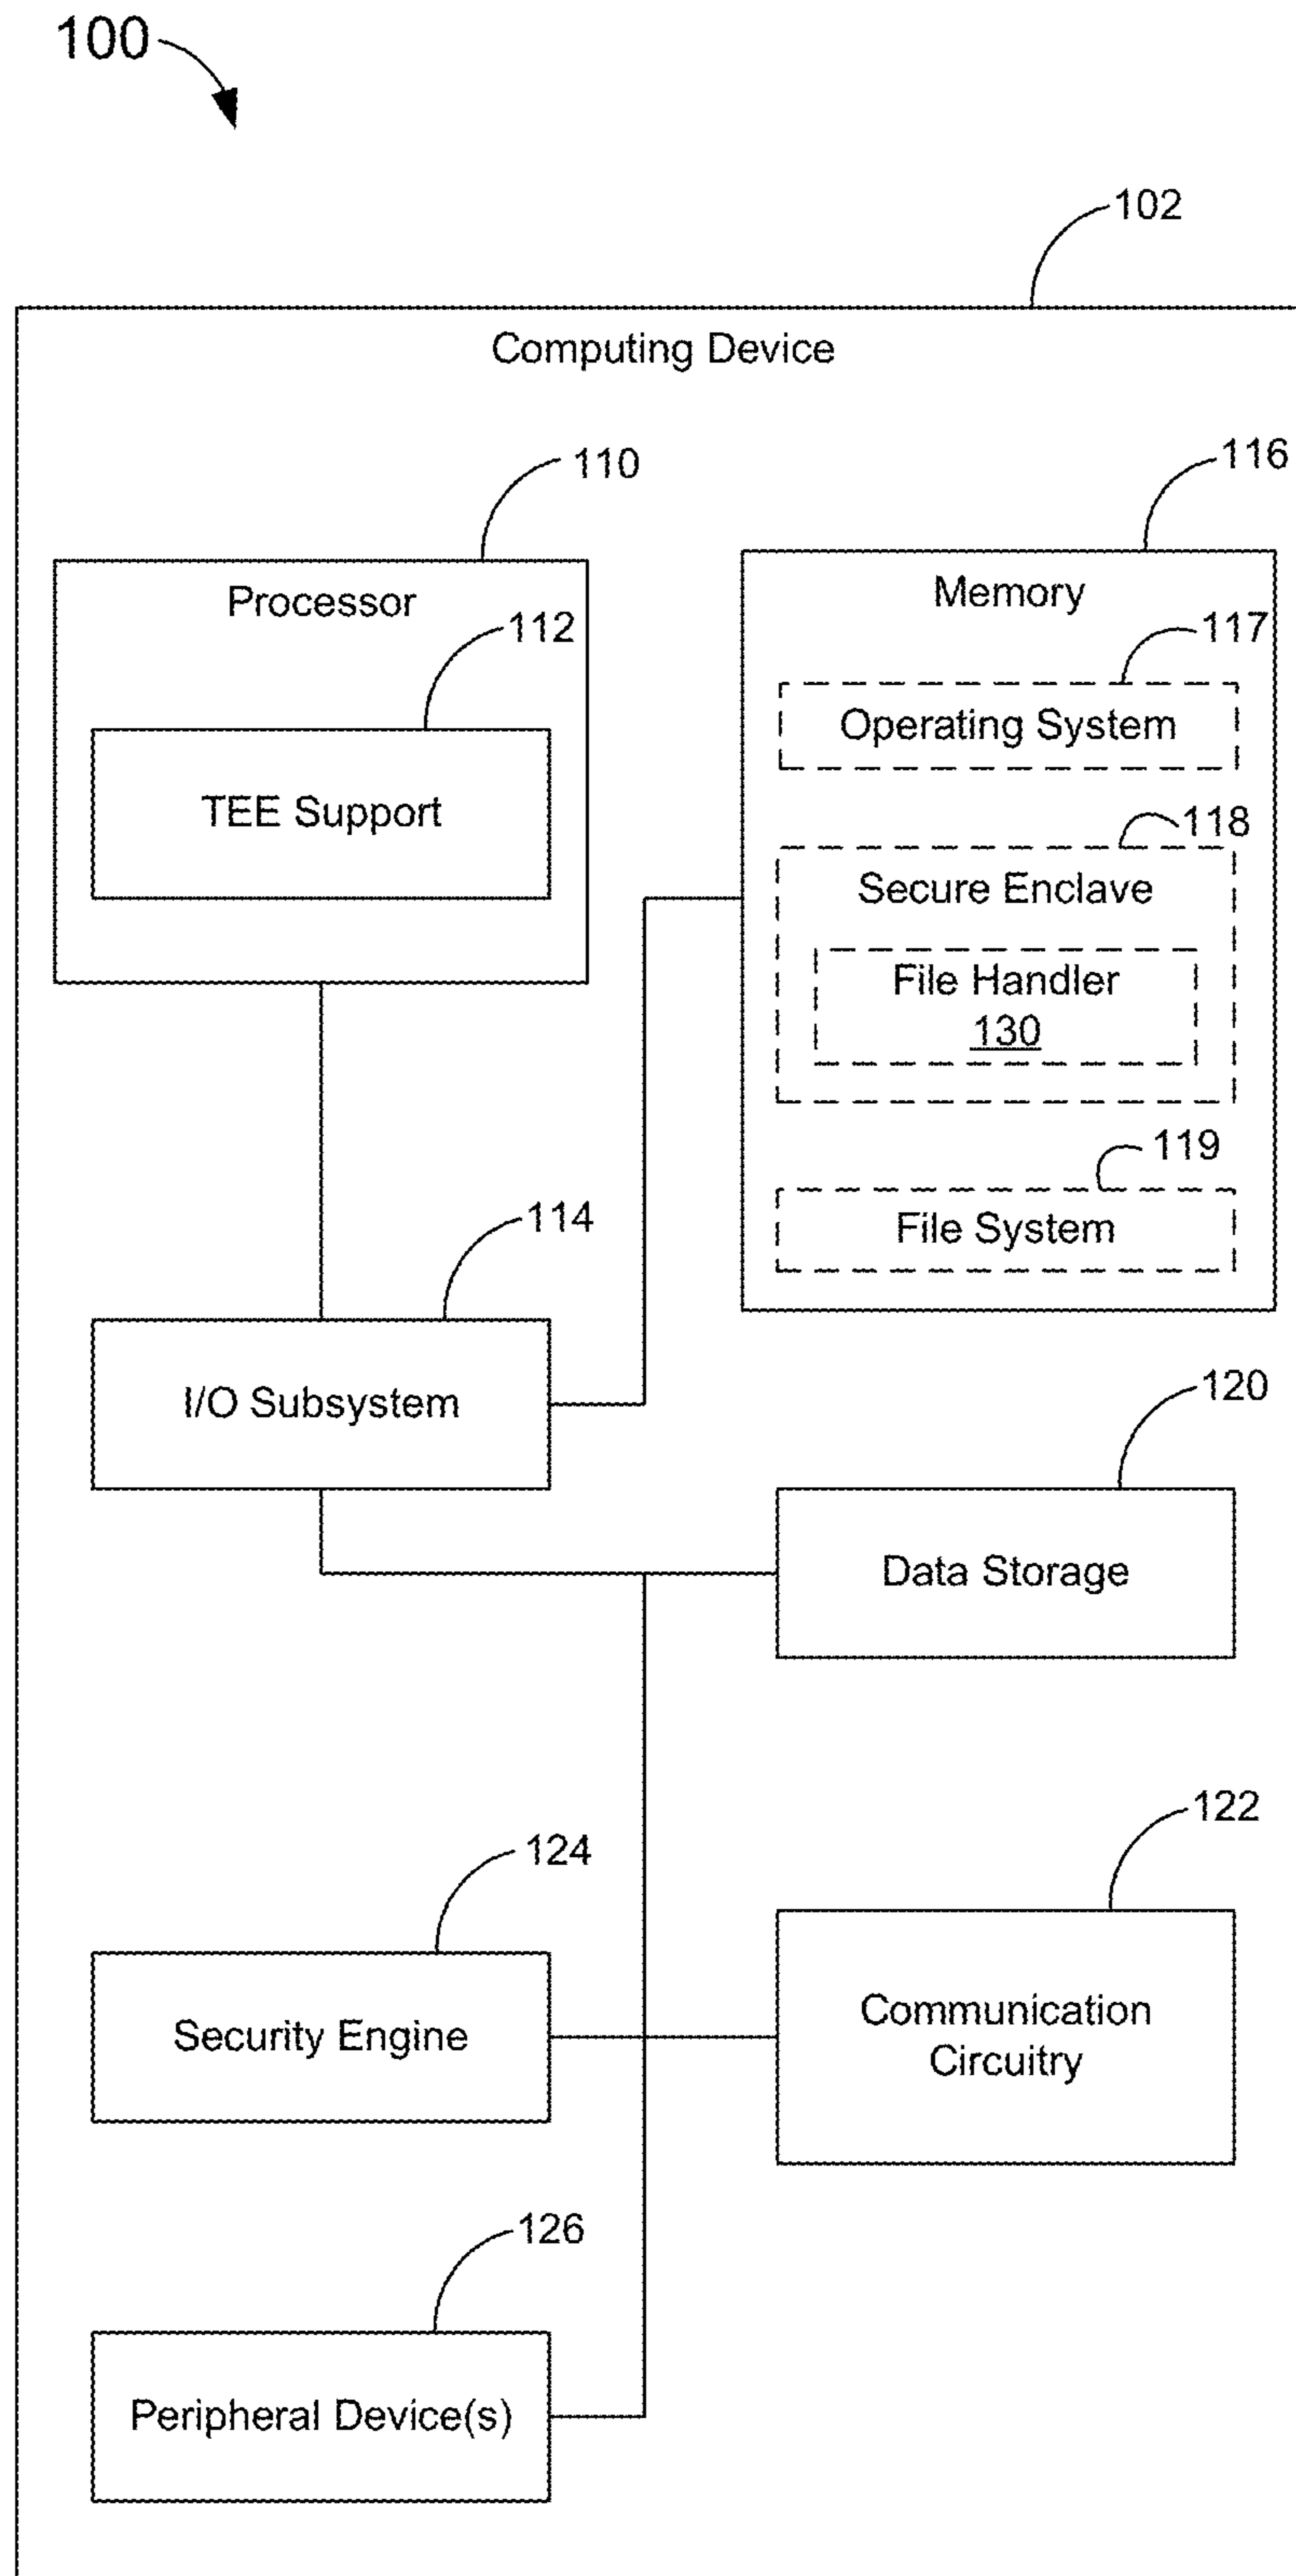 100
102
Computing Device
110
116
Processor
Memory
112
117
TEE Support
Operating System
118
Secure Enclave
File Handler
130
119
File System
114
I/O Subsystem
120
Data Storage
122
124
Communication
Circuitry
Security Engine
126
Peripheral Device(s)